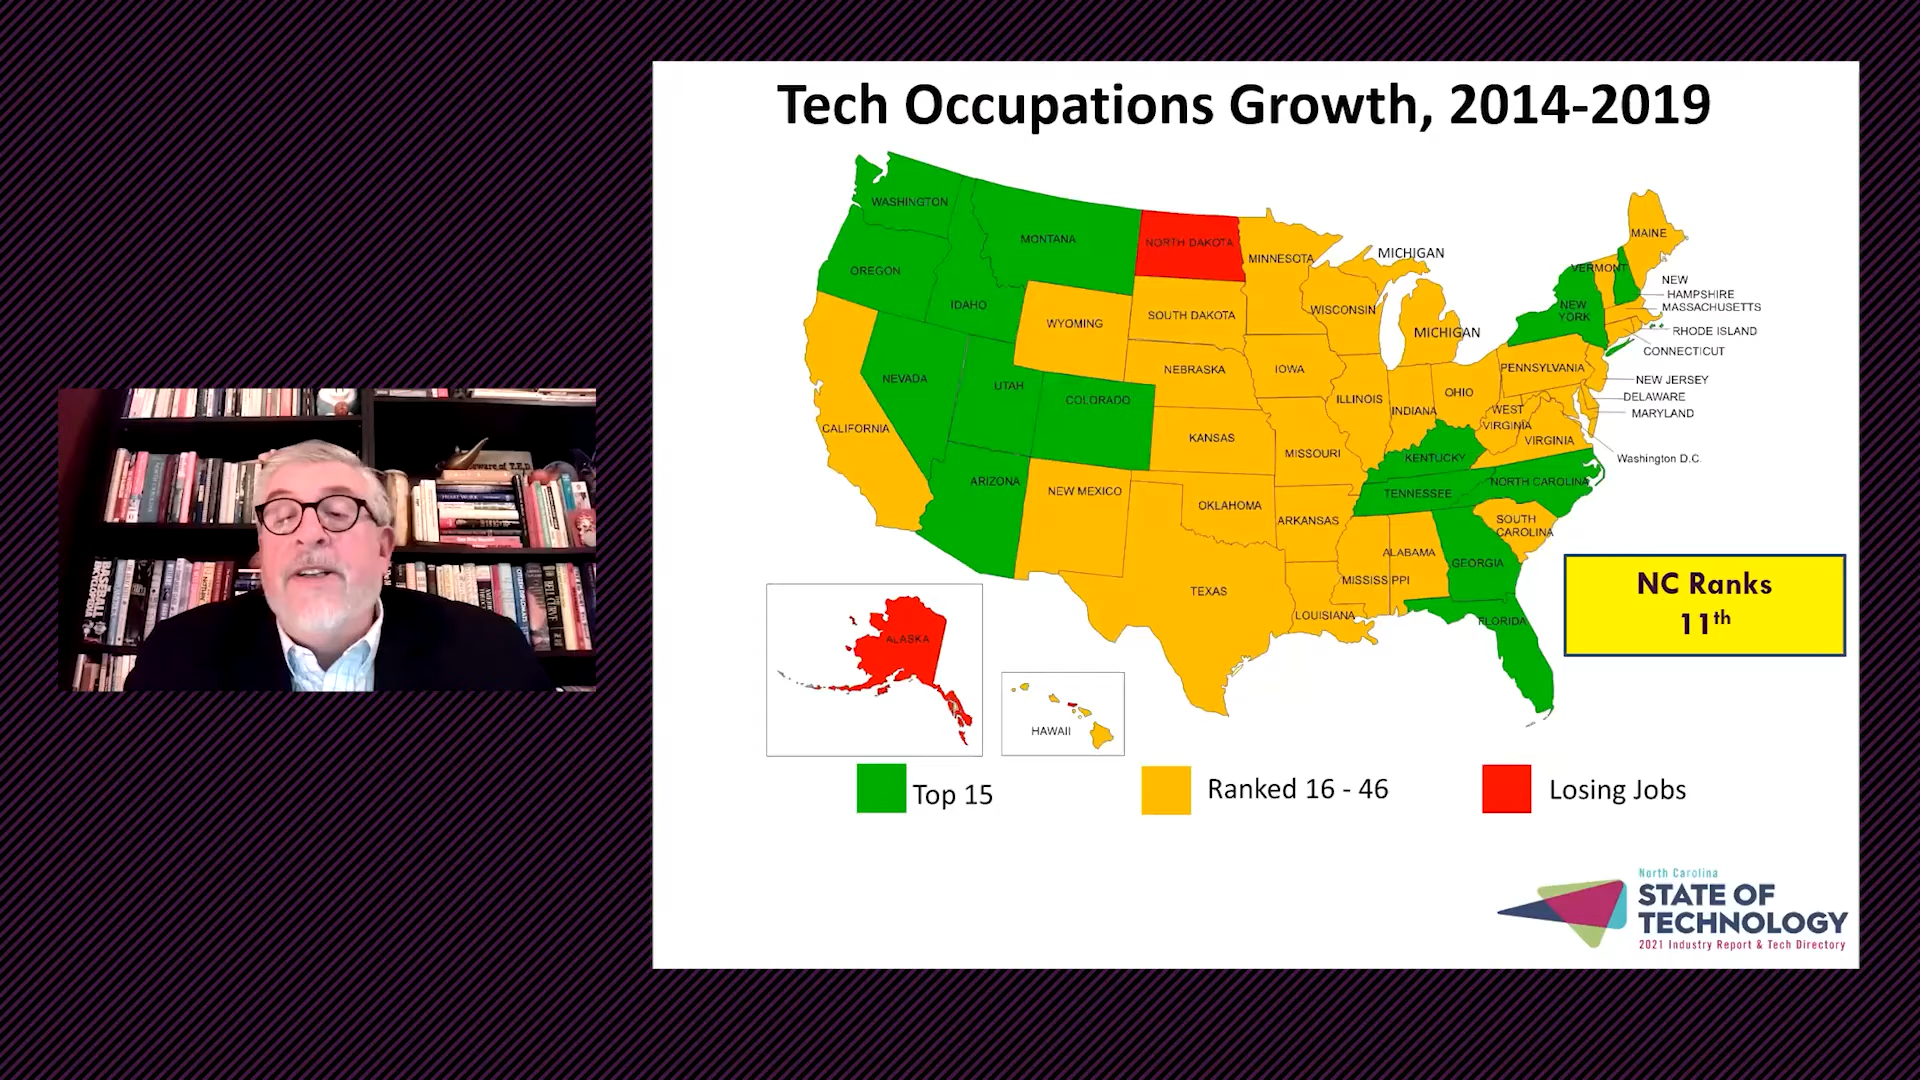 Tech Occupations Growth, 2014-2019
WASHINGTON
MONTANA
NORTH DAKOTA
MINNESOTA
MICHIGAN
MAINE
VERMONT
NEW
HAMPSHIRE
MASSACHUSETTS
RHODE ISLAND
CONNECTICUT
OREGON
IDAHO
WYOMING
SOUTH DAKOTA
WISCONSIN
MICHIGAN
NEW
YORK
NEVADA
UTAH
COLORADO
NEBRASKA
IOWA
ILLINOIS
INDIANA
OHIO
PENNSYLVANIA
NEW JERSEY
DELAWARE
MARYLAND
CALIFORNIA
KANSAS
MISSOURI
KENTUCKY
WEST
VIRGINIA
VIRGINIA
Washington D.C.
ARIZONA
NEW MEXICO
OKLAHOMA
ARKANSAS
TENNESSEE
NORTH CAROLINA
SOUTH
CAROLINA
TEXAS
LOUISIANA
MISSISSIPPI
ALABAMA
GEORGIA
FLORIDA
NC Ranks
11th
ALASKA
HAWAII
Top 15
Ranked 16 - 46
Losing Jobs
North Carolina
STATE OF
TECHNOLOGY
2021 Industry Report & Tech Directory
BASEBALL
ENCYCLOPEDIA